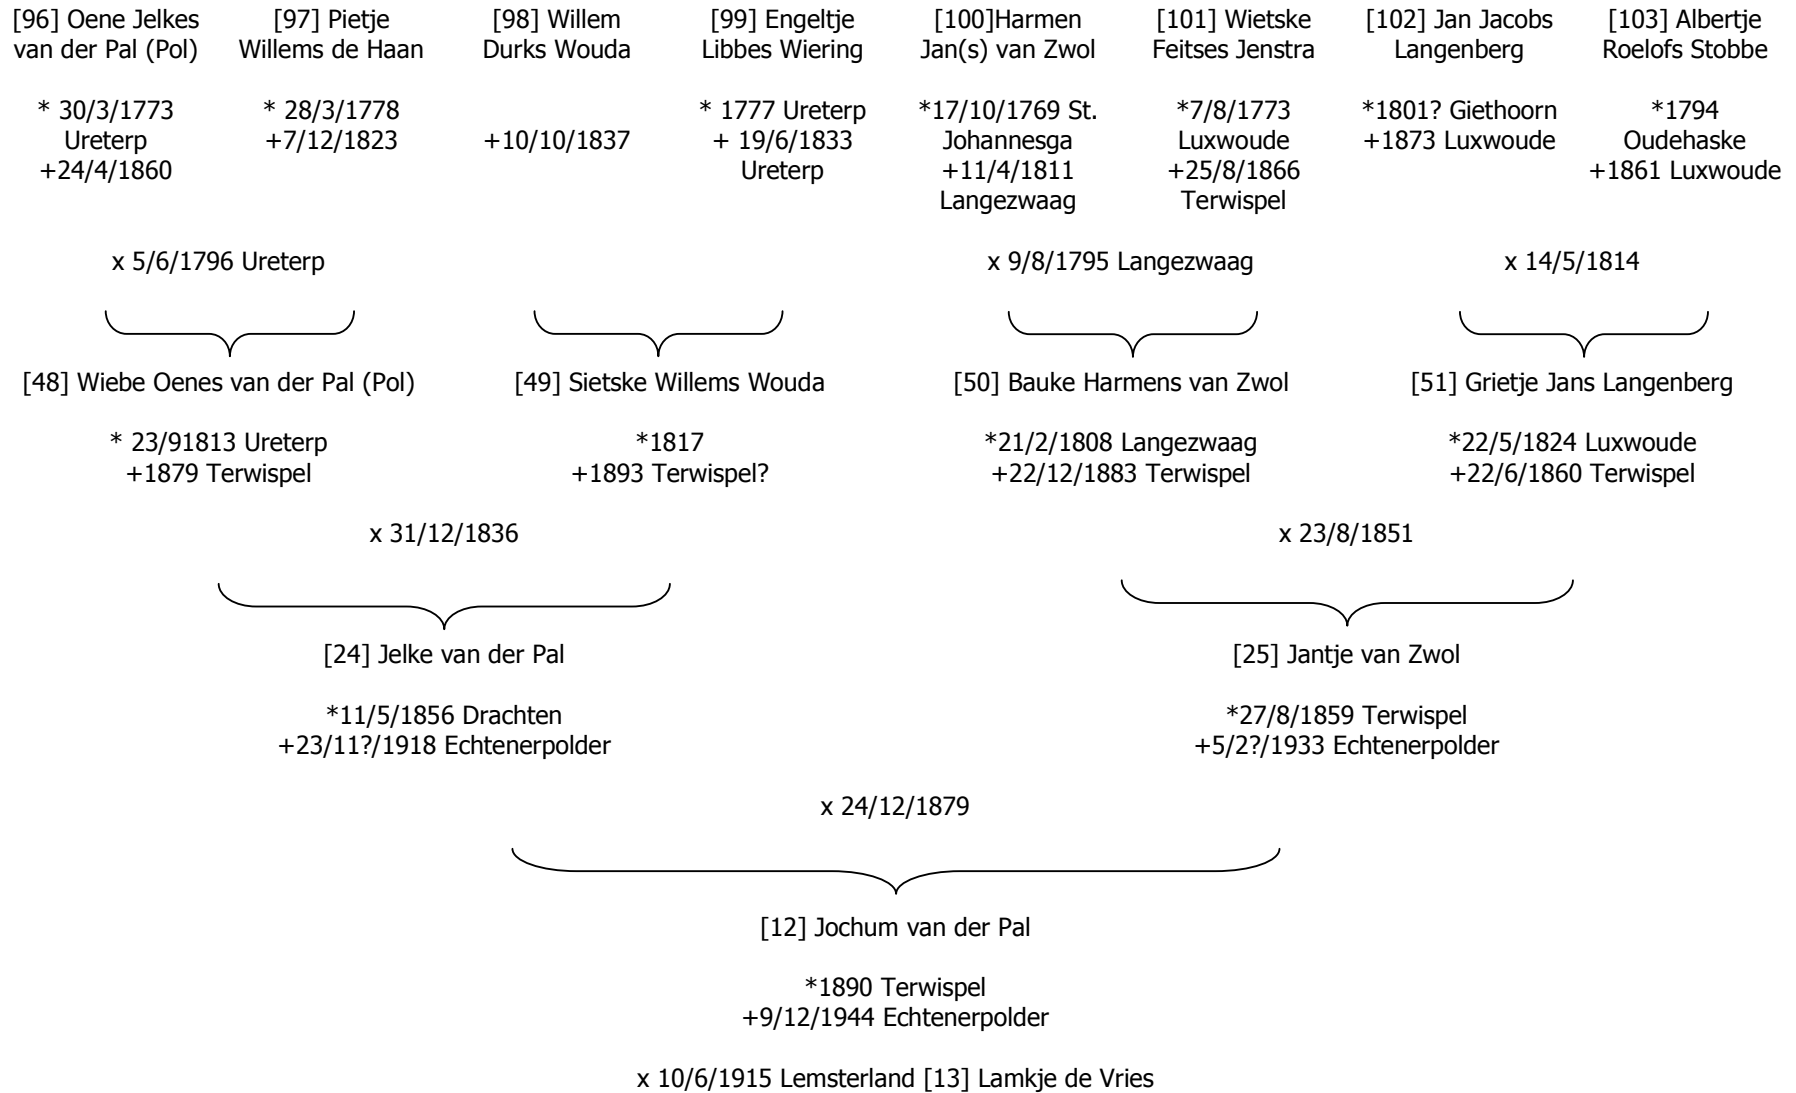 [96] Oene Jelkes
van der Pal (Pol)
* 30/3/1773
Ureterp
+24/4/1860
[97] Pietje
Willems de Haan
* 28/3/1778
+7/12/1823
[98] Willem
Durks Wouda
+10/10/1837
[99] Engeltje
Libbes Wiering
* 1777 Ureterp
+ 19/6/1833
Ureterp
[100]Harmen
Jan(s) van Zwol
*17/10/1769 St.
Johannesga
+11/4/1811
Langezwaag
[101] Wietske
Feitses Jenstra
*7/8/1773
Luxwoude
+25/8/1866
Terwispel
[102] Jan Jacobs
Langenberg
*1801? Giethoorn
+1873 Luxwoude
[103] Albertje
Roelofs Stobbe
*1794
Oudehaske
+1861 Luxwoude
x 5/6/1796 Ureterp
x 9/8/1795 Langezwaag
x 14/5/1814
[48] Wiebe Oenes van der Pal (Pol)
* 23/91813 Ureterp
+1879 Terwispel
[49] Sietske Willems Wouda
*1817
+1893 Terwispel?
[50] Bauke Harmens van Zwol
*21/2/1808 Langezwaag
+22/12/1883 Terwispel
[51] Grietje Jans Langenberg
*22/5/1824 Luxwoude
+22/6/1860 Terwispel
x 31/12/1836
x 23/8/1851
[24] Jelke van der Pal
*11/5/1856 Drachten
+23/11?/1918 Echtenerpolder
[25] Jantje van Zwol
*27/8/1859 Terwispel
+5/2?/1933 Echtenerpolder
x 24/12/1879
[12] Jochum van der Pal
*1890 Terwispel
+9/12/1944 Echtenerpolder
x 10/6/1915 Lemsterland [13] Lamkje de Vries